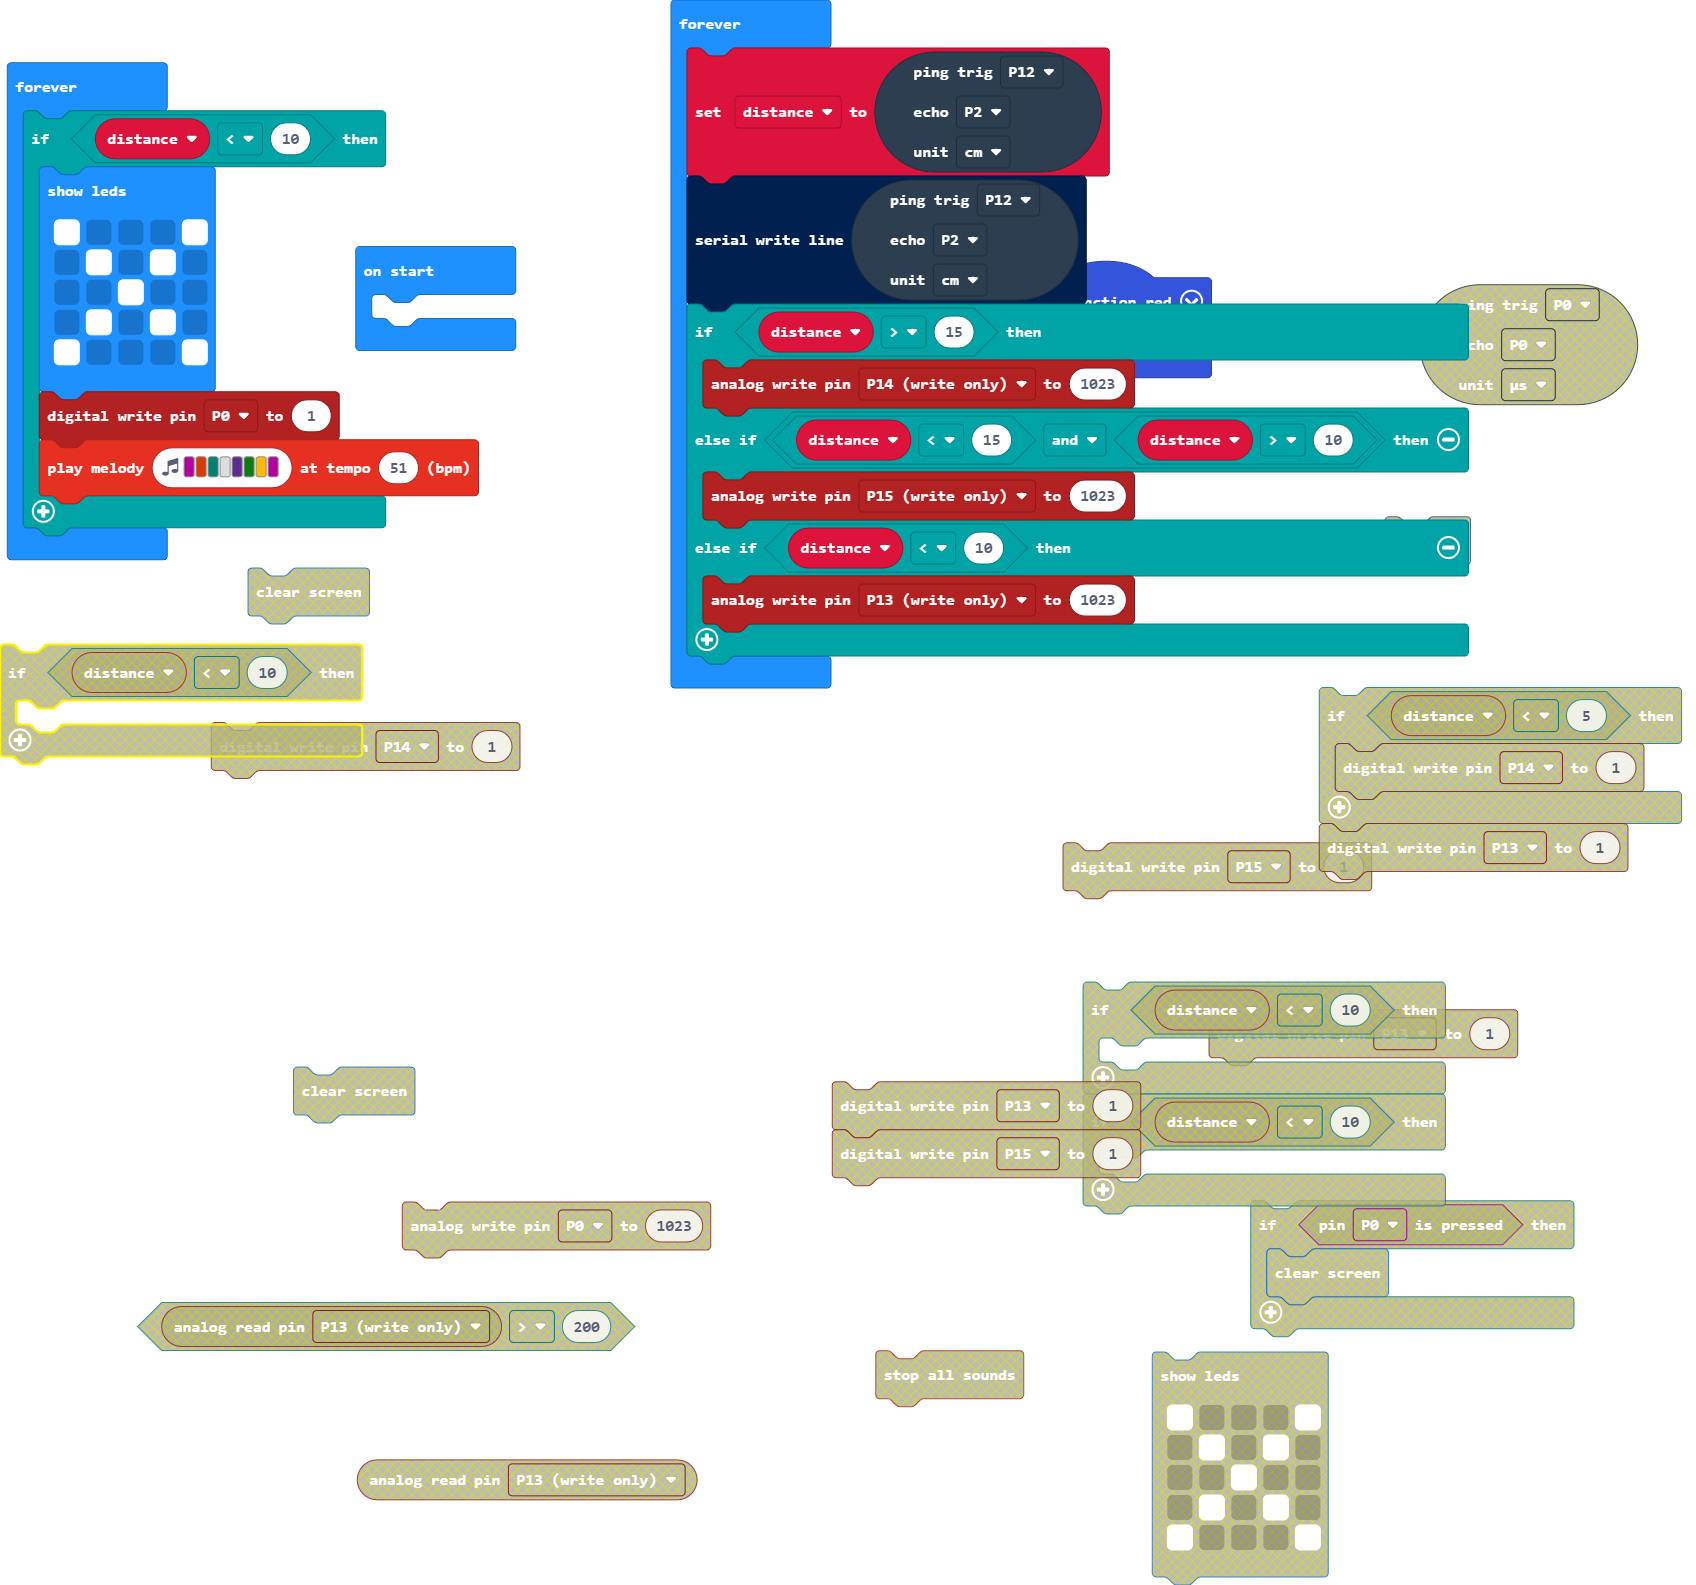 forever
if distance < 10 then
show leds
digital write pin P0 to 1
play melody at tempo 51 (bpm)
on start
forever
set distance to ping trig P12
echo P2
unit cm
serial write line ping trig P12
echo P2
unit cm
if distance > 15 then
analog write pin P14 (write only) to 1023
else if distance < 15 and distance > 10 then
analog write pin P15 (write only) to 1023
else if distance < 10 then
analog write pin P13 (write only) to 1023
red
trig P0
P0
unit µs
clear screen
if distance < 10 then
digital write pin P14 to 1
if distance < 5 then
digital write pin P14 to 1
digital write pin P13 to 1
digital write pin P15 to 1
if distance < 10 then
to 1
distance < 10 then
digital write pin P13 to 1
digital write pin P15 to 1
clear screen
analog write pin P0 to 1023
if pin P0 is pressed then
clear screen
analog read pin P13 (write only) > 200
stop all sounds
show leds
analog read pin P13 (write only)